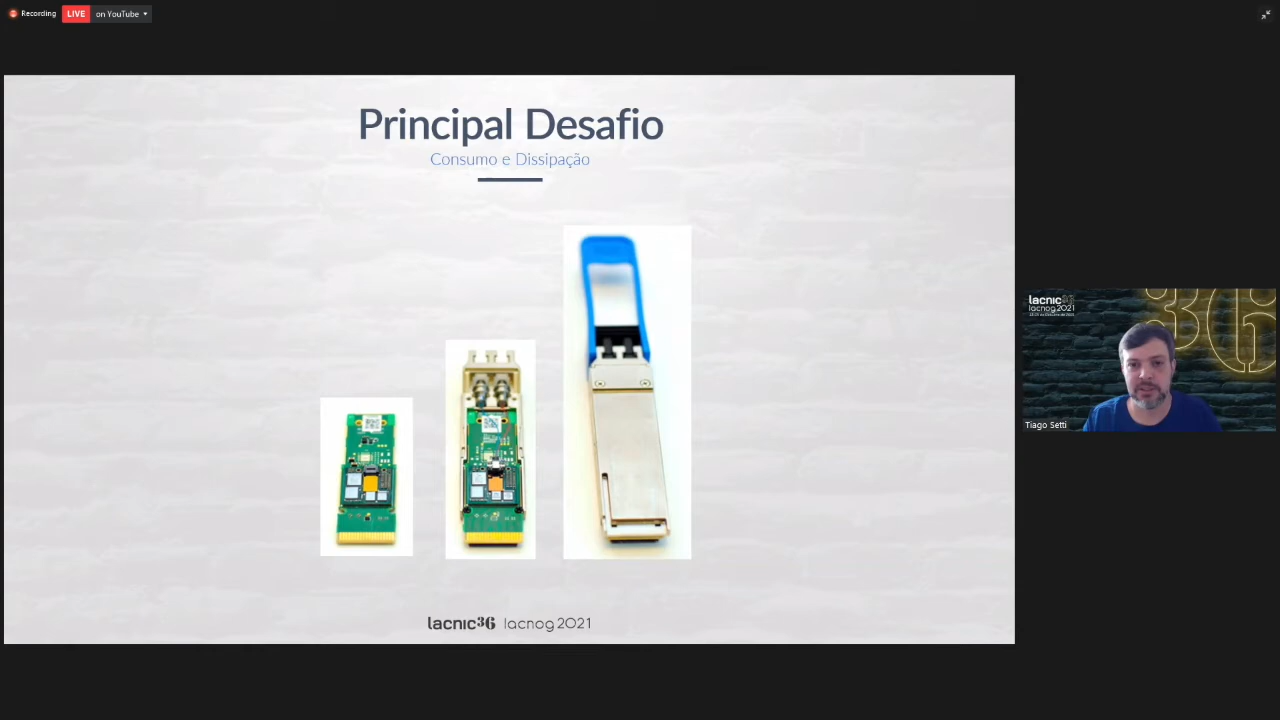 Recording
LIVE on YouTube
Principal Desafio
Consumo e Dissipação
lacnic36 lacnog 2021
lacnic36
lacnog 2021
Tiago Setti